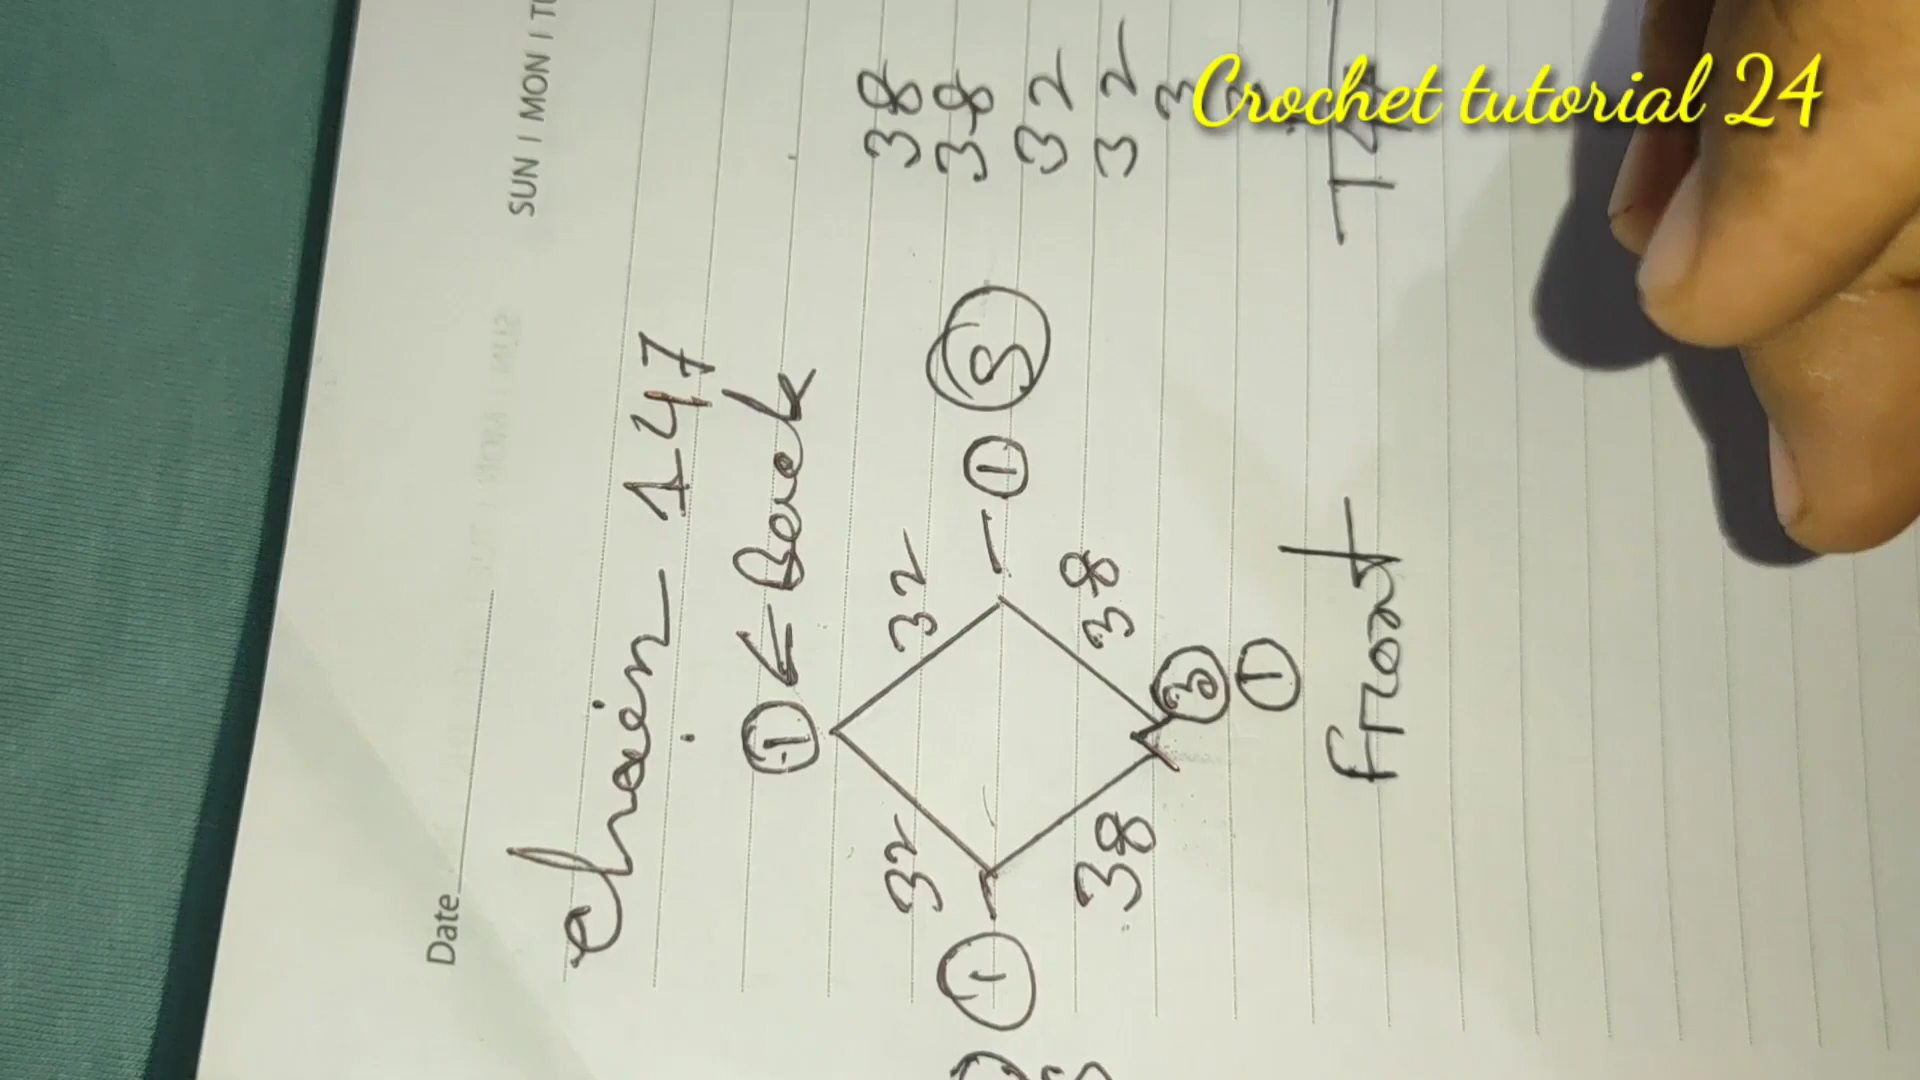 Crochet tutorial 24
SUN | MON | TU
Date
Chain - 147
① ← Back
32 32
① ① ③
38 38
③
①
Front
38
38
32
32
3